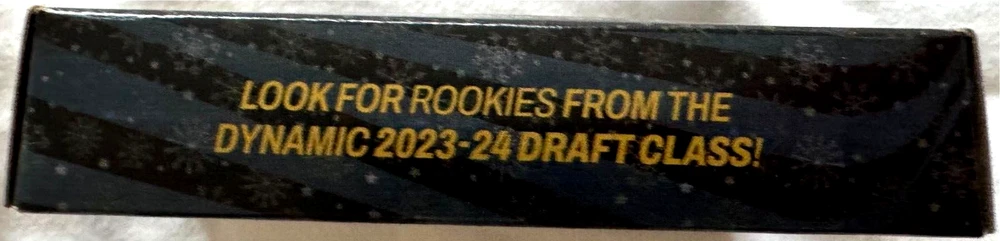 LOOK FOR ROOKIES FROM THE
DYNAMIC 2023-24 DRAFT CLASS!